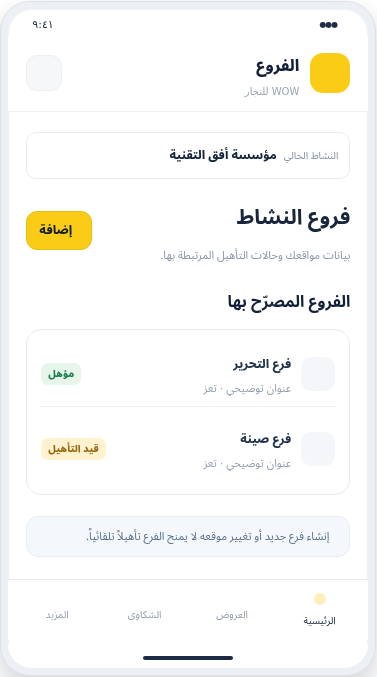 ٩:٤١
الفروع
WOW للتجار
النشاط الحالي مؤسسة أفق التقنية
فروع النشاط
إضافة
بيانات مواقعك وحالات التأهيل المرتبطة بها.
الفروع المصرّح بها
فرع التحرير
مؤهل
عنوان توضيحي · تعز
فرع صينة
قيد التأهيل
عنوان توضيحي · تعز
إنشاء فرع جديد أو تغيير موقعه لا يمنح الفرع تأهيلاً تلقائياً.
الرئيسية
العروض
الشكاوى
المزيد